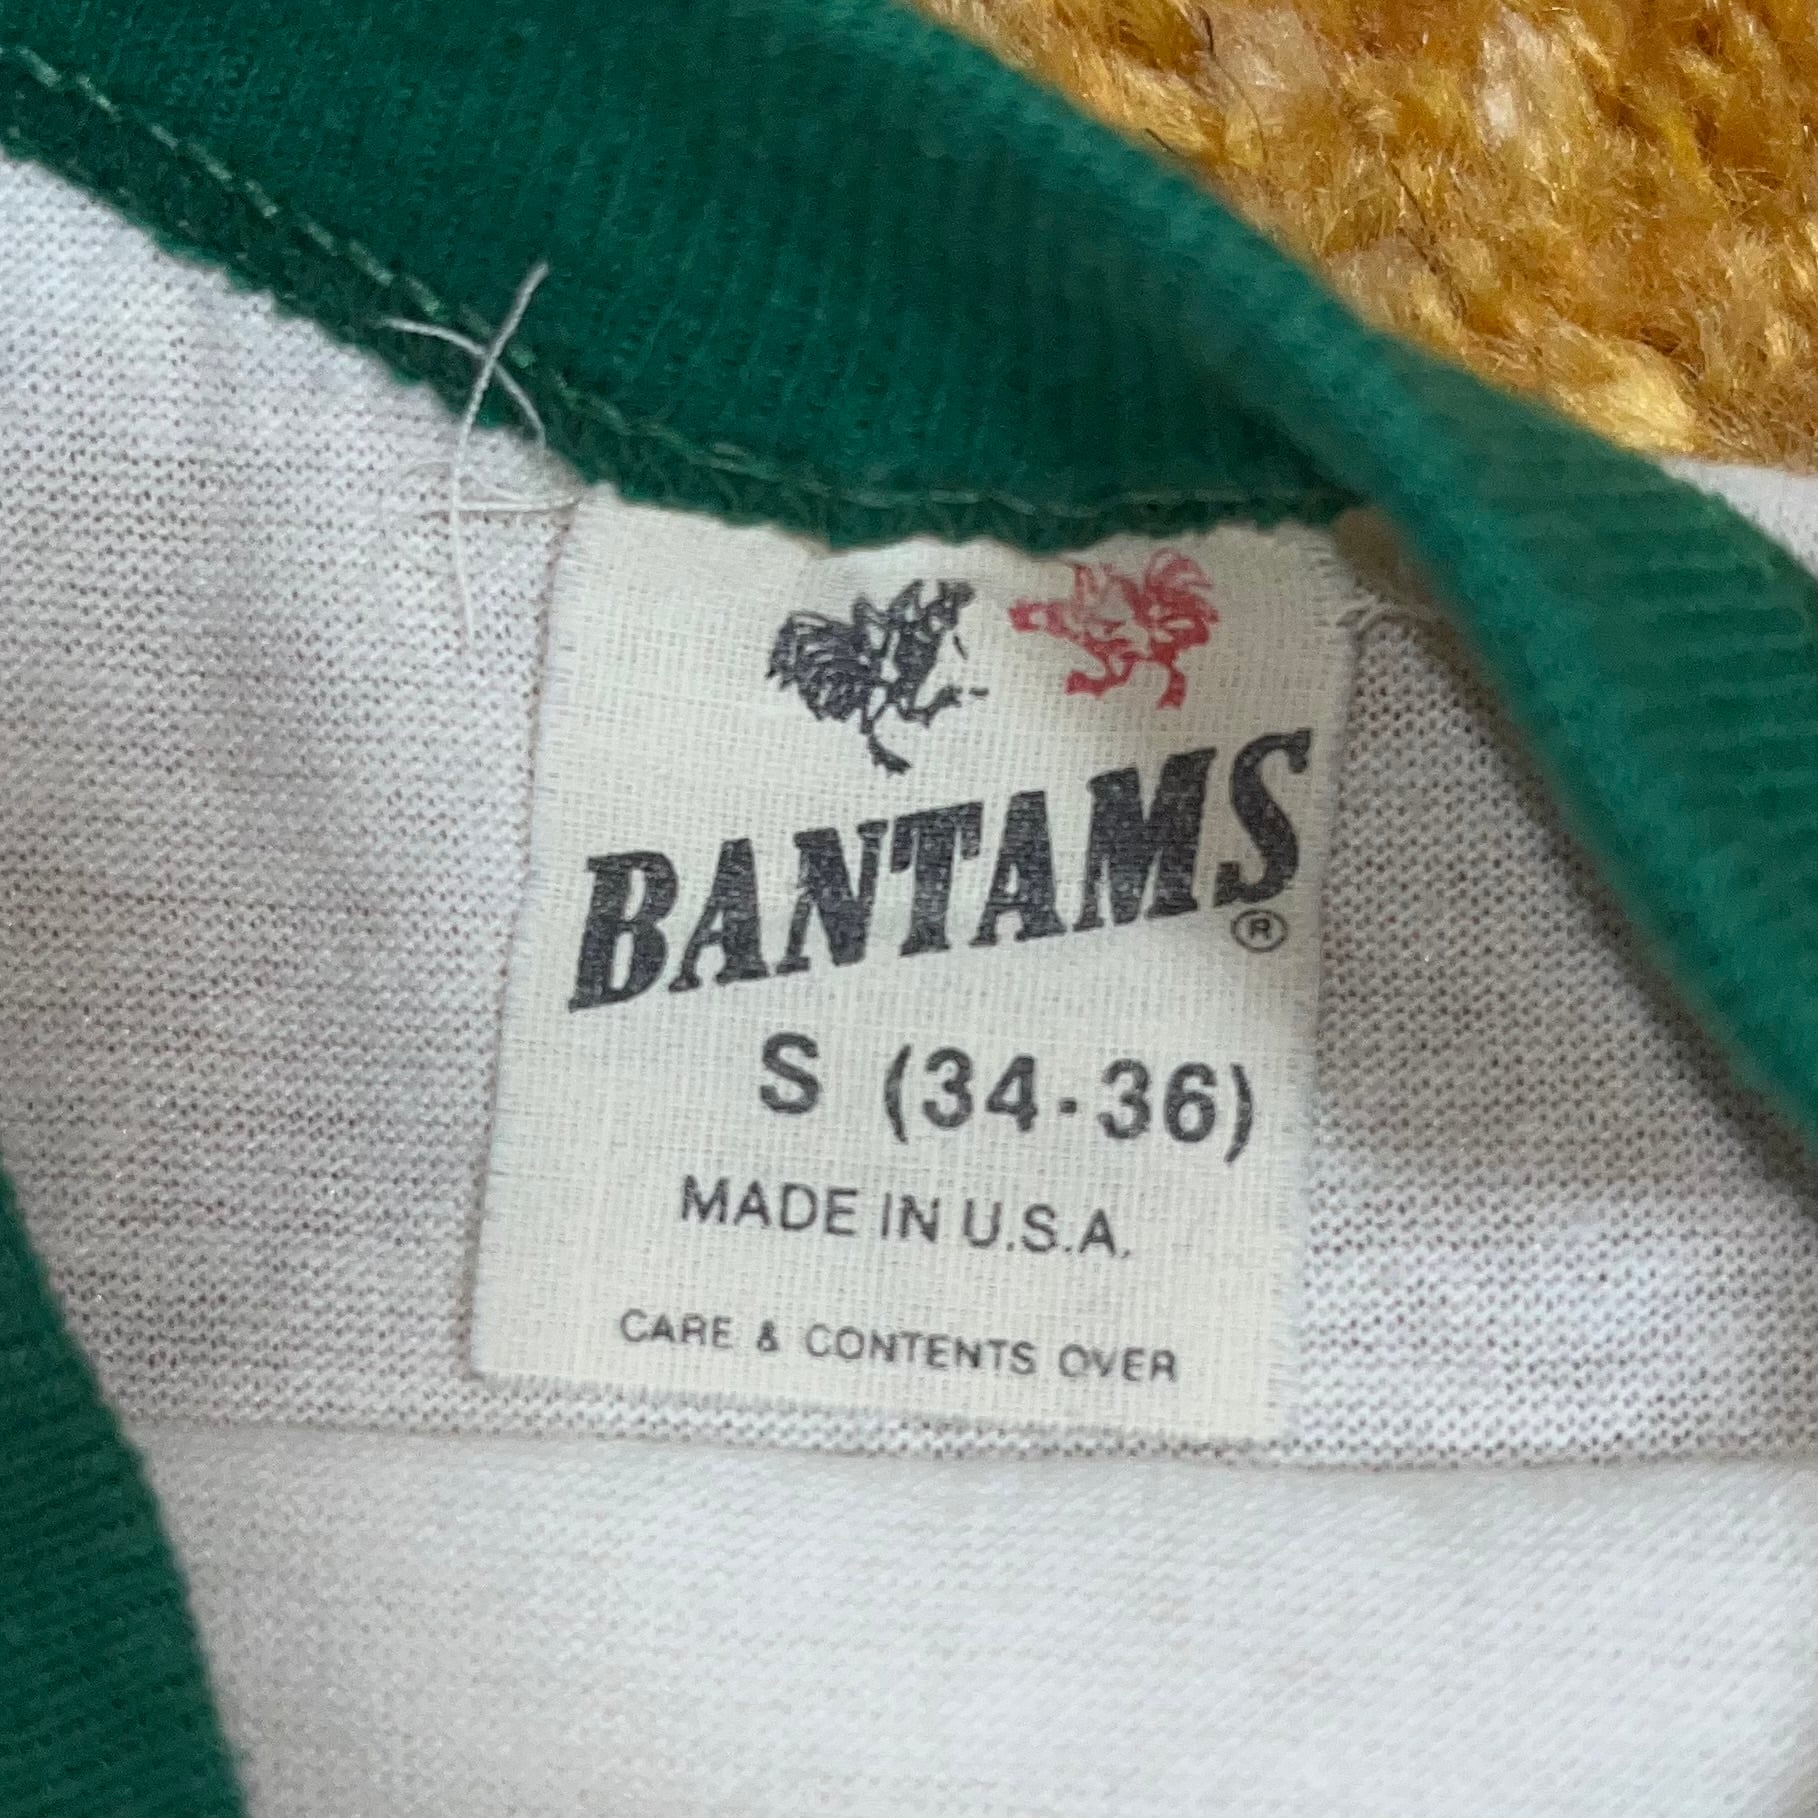 BANTAMS
®
S (34-36)
MADE IN U.S.A.
CARE & CONTENTS OVER